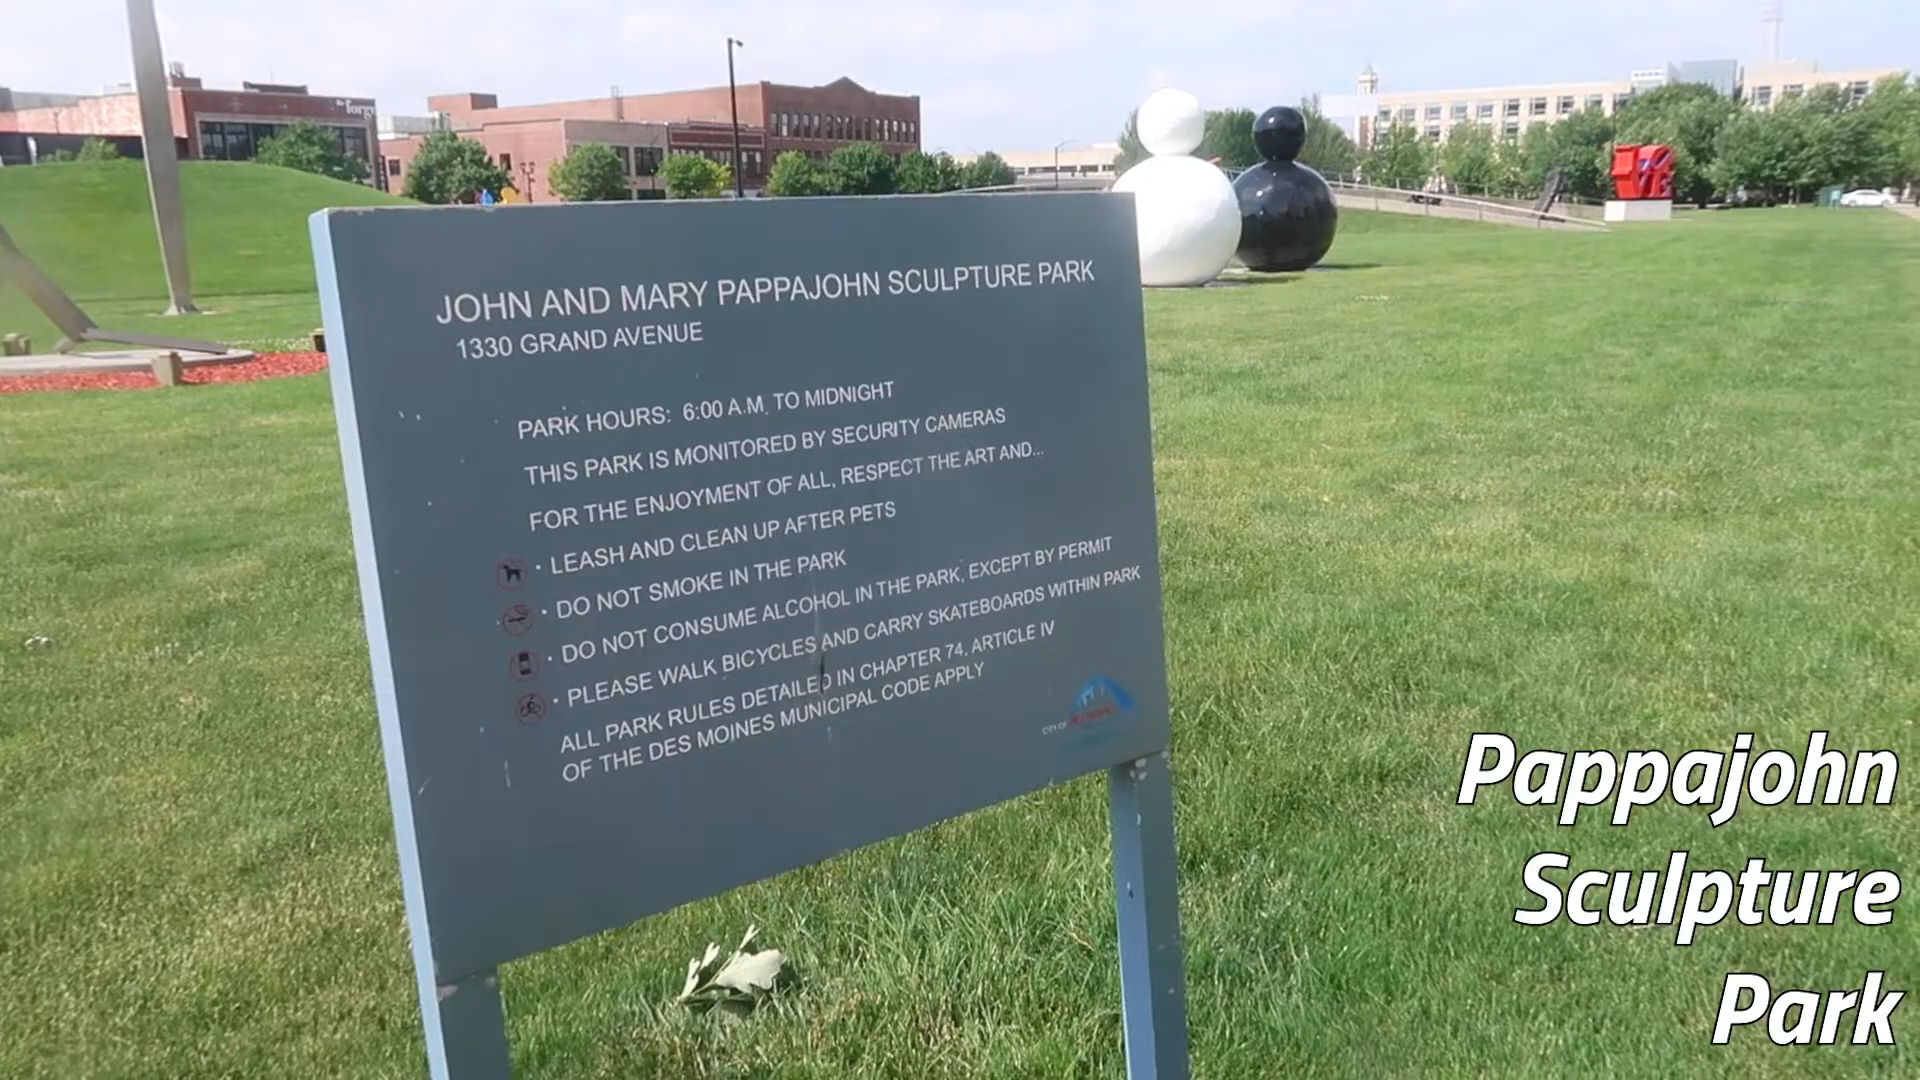 the forge
JOHN AND MARY PAPPAJOHN SCULPTURE PARK
1330 GRAND AVENUE
PARK HOURS: 6:00 A.M. TO MIDNIGHT
THIS PARK IS MONITORED BY SECURITY CAMERAS
FOR THE ENJOYMENT OF ALL, RESPECT THE ART AND...
· LEASH AND CLEAN UP AFTER PETS
· DO NOT SMOKE IN THE PARK
· DO NOT CONSUME ALCOHOL IN THE PARK, EXCEPT BY PERMIT
· PLEASE WALK BICYCLES AND CARRY SKATEBOARDS WITHIN PARK
ALL PARK RULES DETAILED IN CHAPTER 74, ARTICLE IV
OF THE DES MOINES MUNICIPAL CODE APPLY
CITY OF
Pappajohn
Sculpture
Park